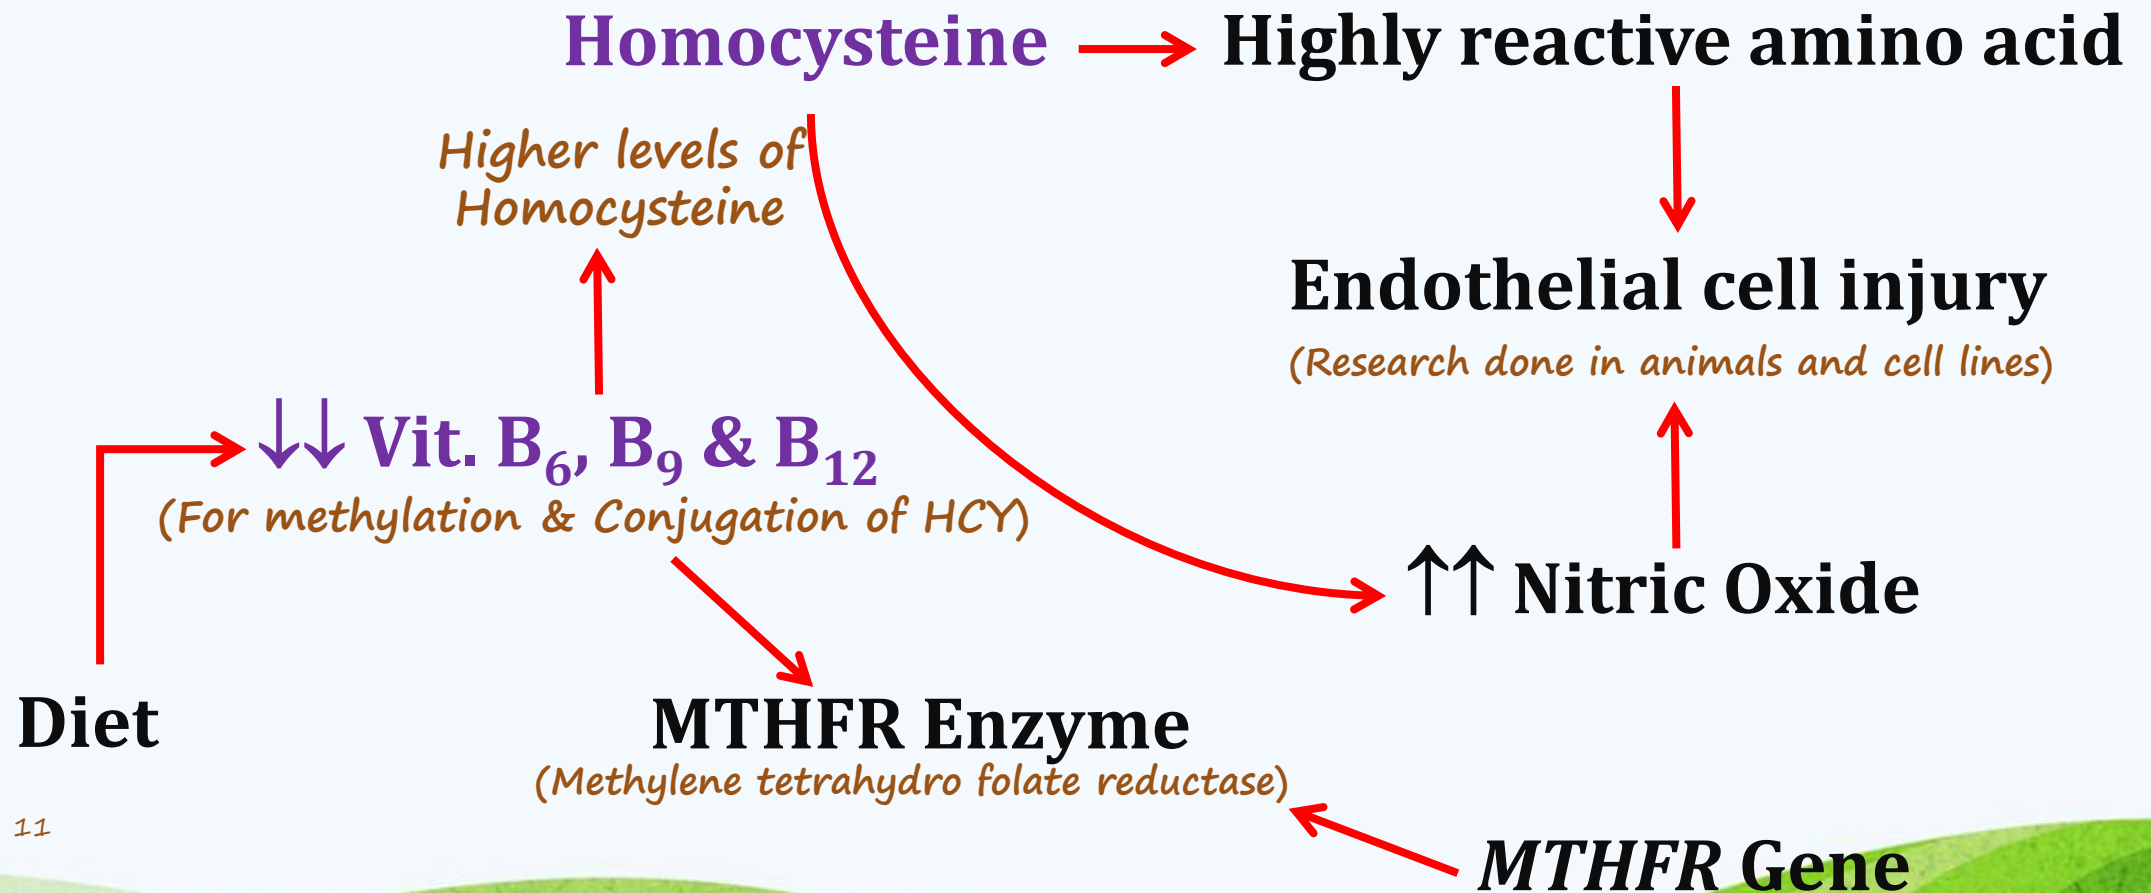 Homocysteine
Highly reactive amino acid
Higher levels of
Homocysteine
Endothelial cell injury
(Research done in animals and cell lines)
↓↓ Vit. B₆, B₉ & B₁₂
(For methylation & Conjugation of HCY)
↑↑ Nitric Oxide
Diet
MTHFR Enzyme
(Methylene tetrahydro folate reductase)
11
MTHFR Gene